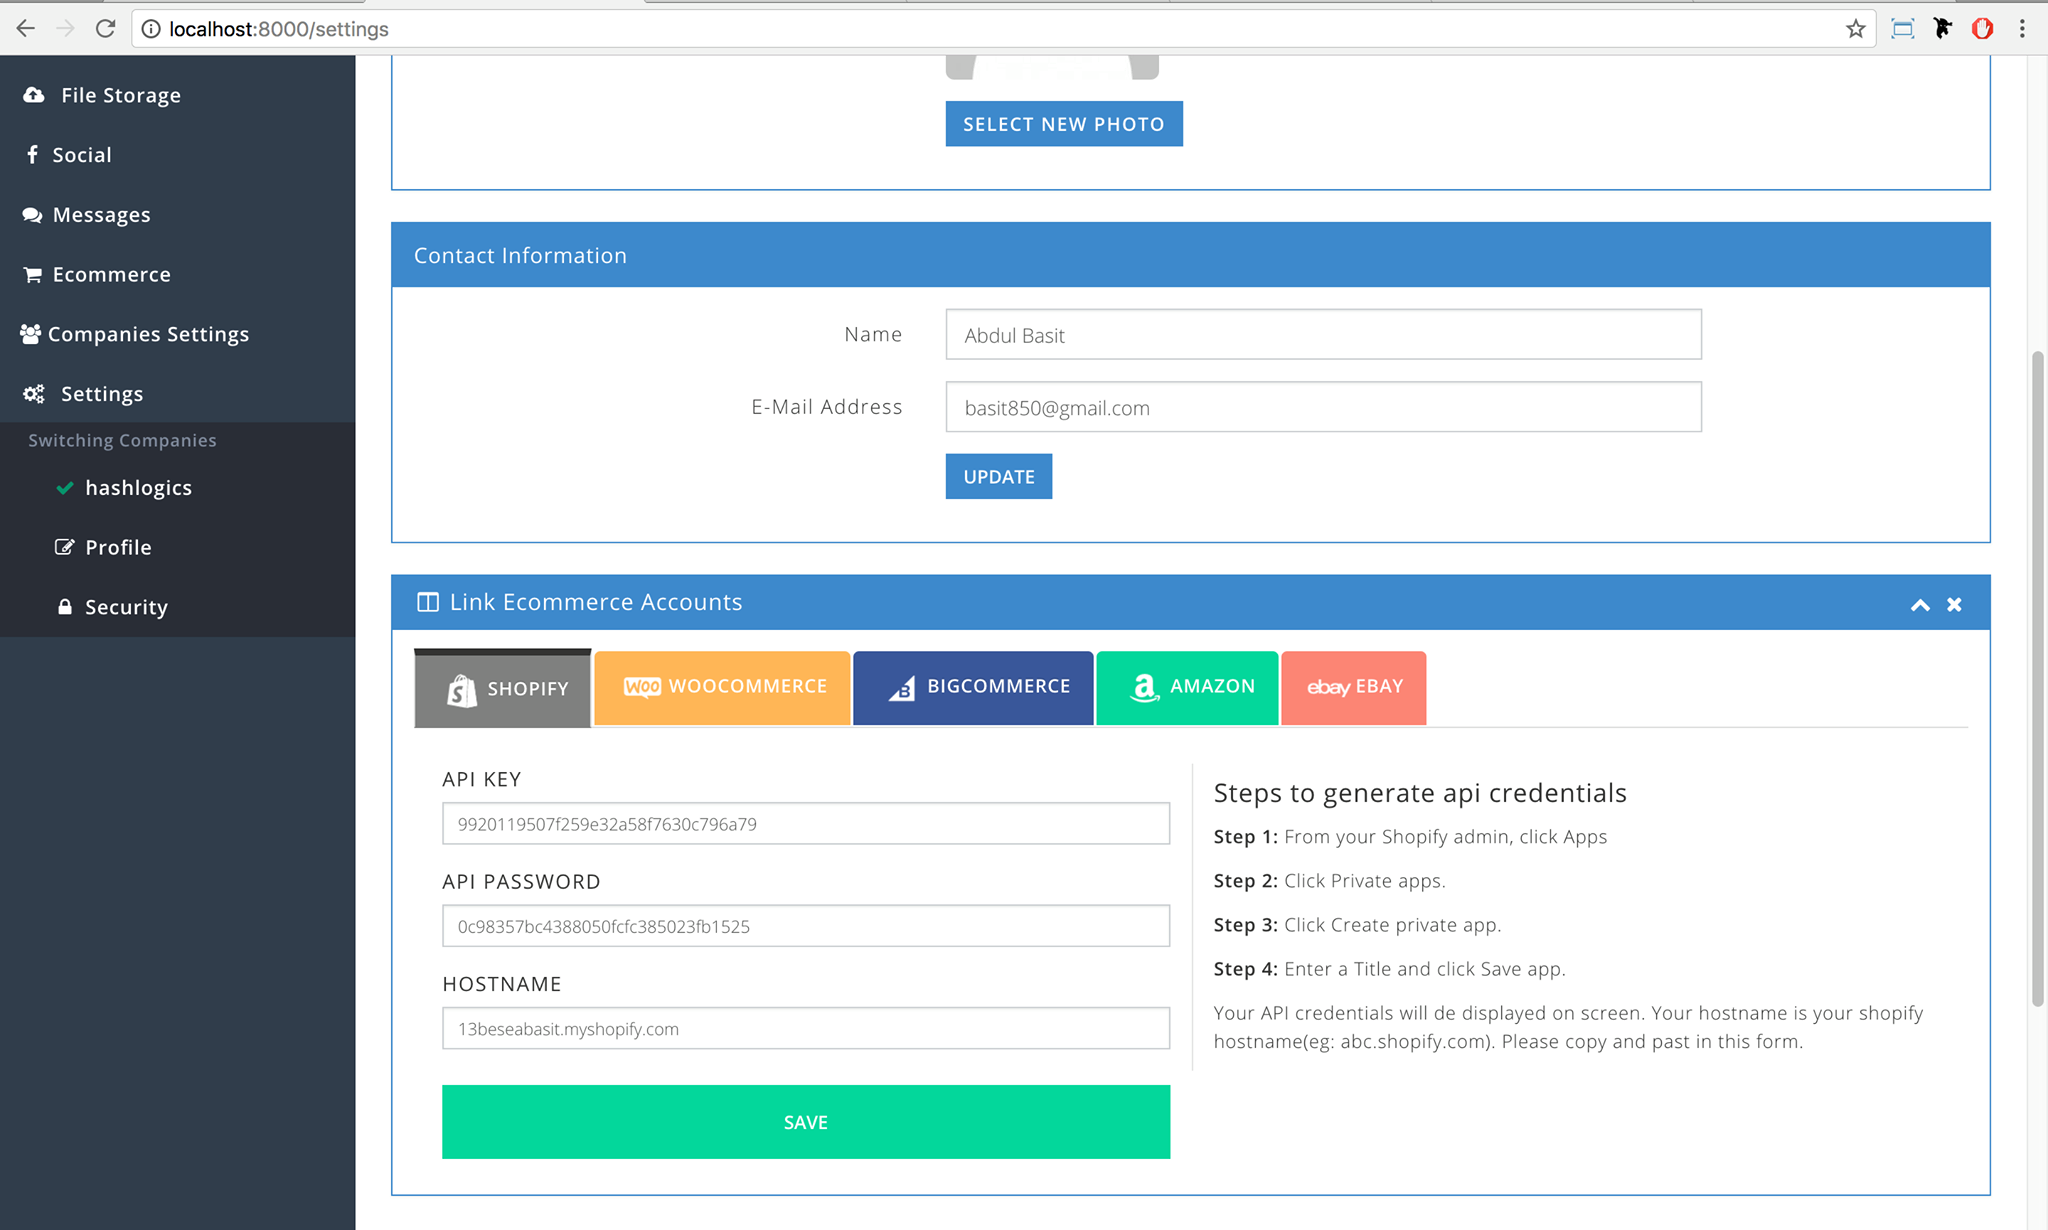 localhost:8000/settings
File Storage
Social
Messages
Ecommerce
Companies Settings
Settings
Switching Companies
hashlogics
Profile
Security
SELECT NEW PHOTO
Contact Information
Name
Abdul Basit
E-Mail Address
basit850@gmail.com
UPDATE
Link Ecommerce Accounts
S SHOPIFY
WOO WOOCOMMERCE
B BIGCOMMERCE
a AMAZON
ebay EBAY
API KEY
9920119507f259e32a58f7630c796a79
API PASSWORD
0c98357bc4388050fcfc385023fb1525
HOSTNAME
13beseabasit.myshopify.com
SAVE
Steps to generate api credentials
Step 1: From your Shopify admin, click Apps
Step 2: Click Private apps.
Step 3: Click Create private app.
Step 4: Enter a Title and click Save app.
Your API credentials will de displayed on screen. Your hostname is your shopify
hostname(eg: abc.shopify.com). Please copy and past in this form.